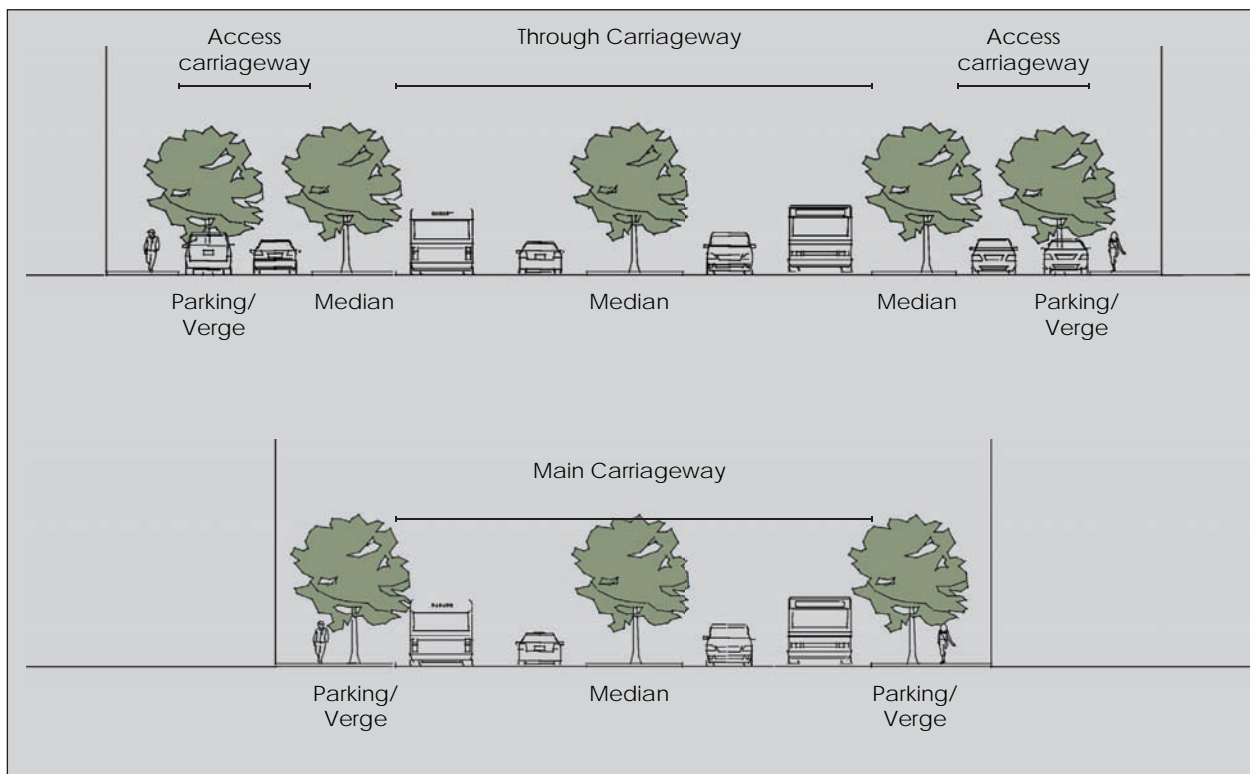 Access
carriageway
Through Carriageway
Access
carriageway
Parking/
Verge
Median
Median
Median
Parking/
Verge
Main Carriageway
Parking/
Verge
Median
Parking/
Verge